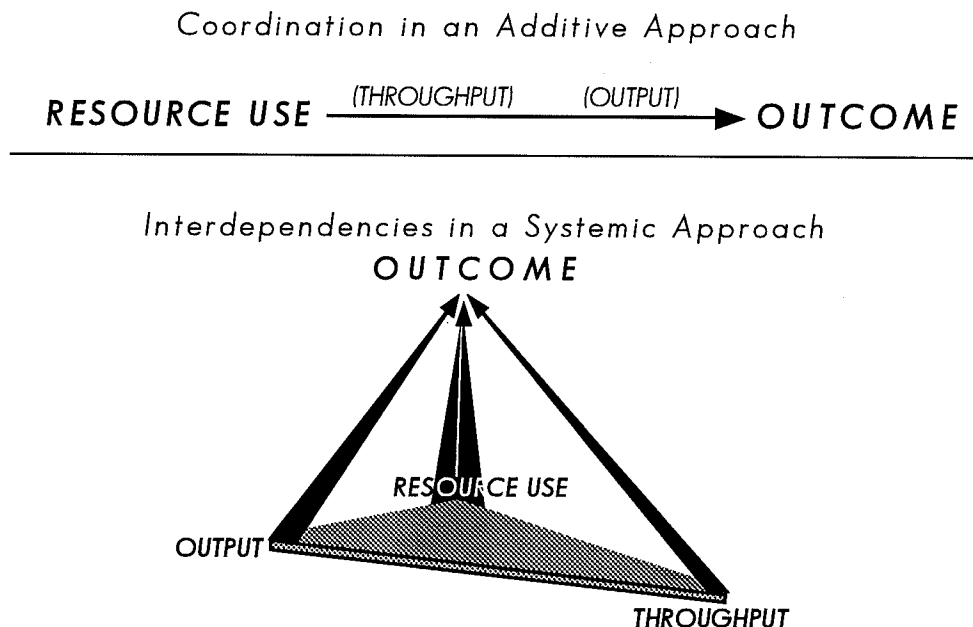 Coordination in an Additive Approach
(THROUGHPUT) (OUTPUT)
RESOURCE USE OUTCOME
Interdependencies in a Systemic Approach
OUTCOME
RESOURCE USE
OUTPUT
THROUGHPUT